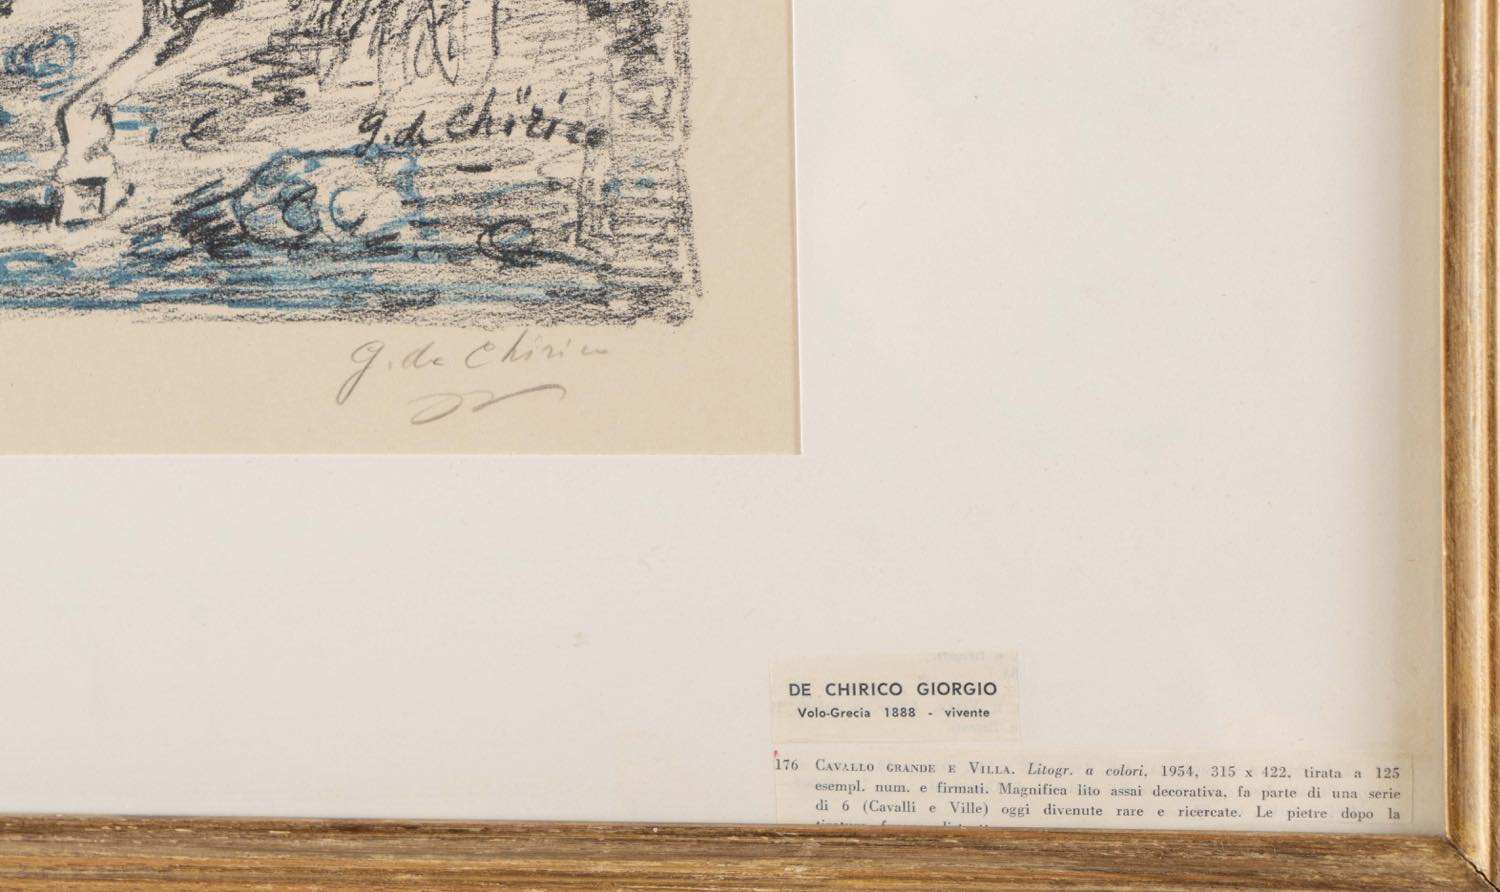 g. de Chirico
g. de Chirico
DE CHIRICO GIORGIO
Volo-Grecia 1888 - vivente
176 CAVALLO GRANDE E VILLA. Litogr. a colori, 1954, 315 x 422, tirata a 125
esempl. num. e firmati. Magnifica lito assai decorativa, fa parte di una serie
di 6 (Cavalli e Ville) oggi divenute rare e ricercate. Le pietre dopo la